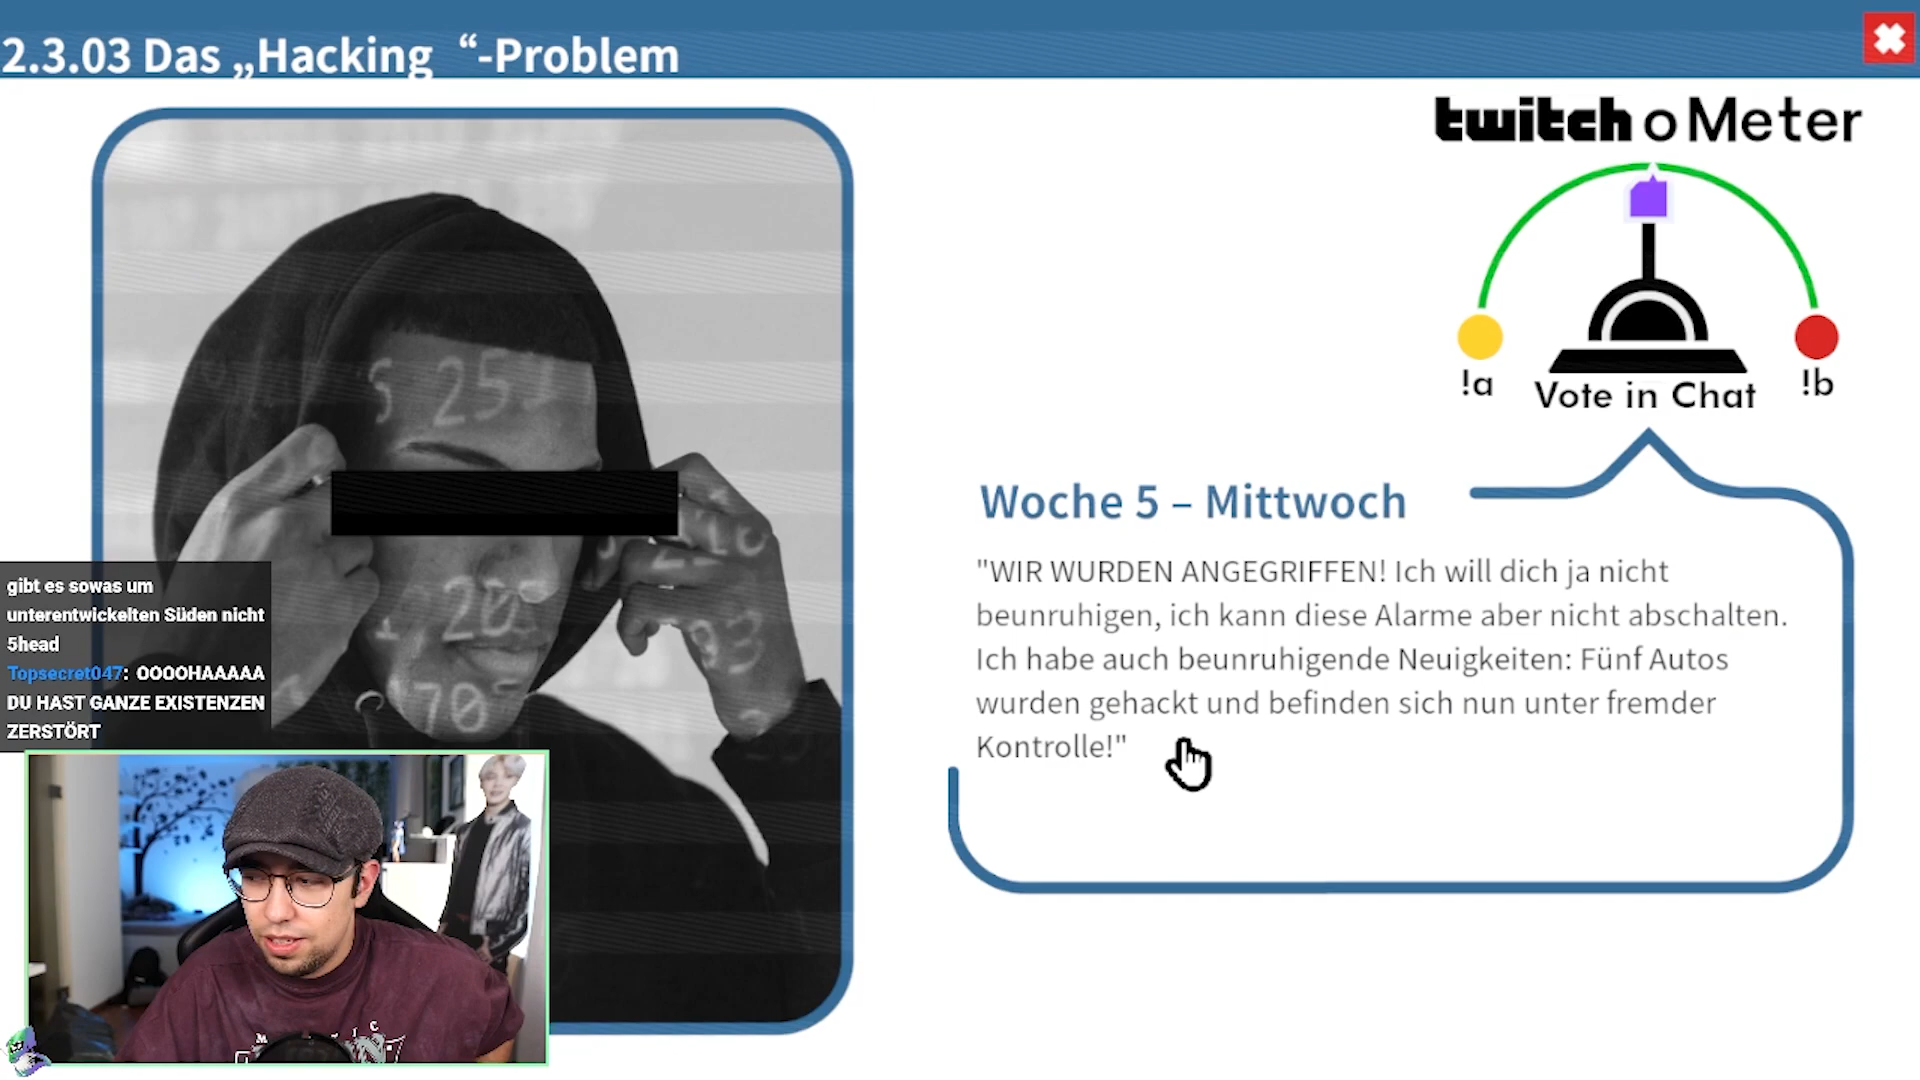 2.3.03 Das „Hacking “-Problem
twitch o Meter
!a
Vote in Chat
!b
Woche 5 – Mittwoch
"WIR WURDEN ANGEGRIFFEN! Ich will dich ja nicht
beunruhigen, ich kann diese Alarme aber nicht abschalten.
Ich habe auch beunruhigende Neuigkeiten: Fünf Autos
wurden gehackt und befinden sich nun unter fremder
Kontrolle!"
gibt es sowas um
unterentwickelten Süden nicht
5head
Topsecret047: OOOOHAAAAA
DU HAST GANZE EXISTENZEN
ZERSTÖRT